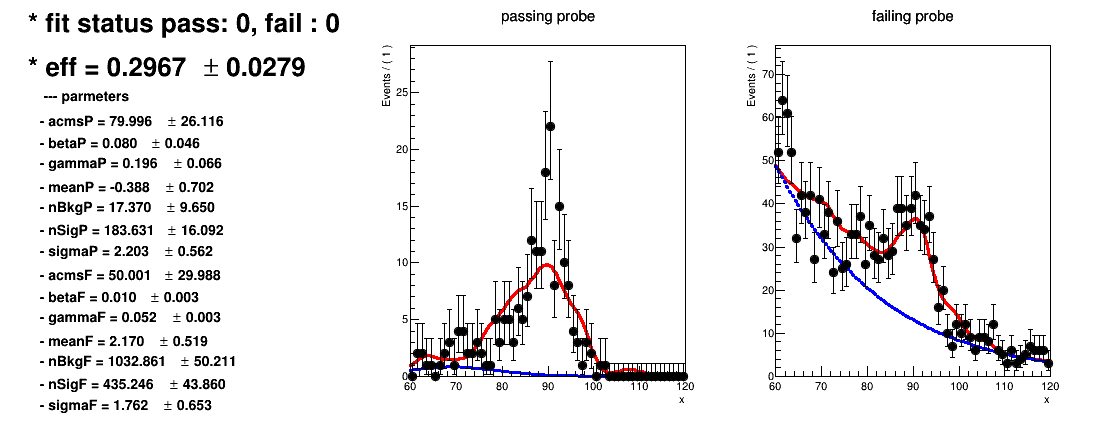 * fit status pass: 0, fail : 0
* eff = 0.2967 ± 0.0279
--- parmeters
- acmsP = 79.996 ± 26.116
- betaP = 0.080 ± 0.046
- gammaP = 0.196 ± 0.066
- meanP = -0.388 ± 0.702
- nBkgP = 17.370 ± 9.650
- nSigP = 183.631 ± 16.092
- sigmaP = 2.203 ± 0.562
- acmsF = 50.001 ± 29.988
- betaF = 0.010 ± 0.003
- gammaF = 0.052 ± 0.003
- meanF = 2.170 ± 0.519
- nBkgF = 1032.861 ± 50.211
- nSigF = 435.246 ± 43.860
- sigmaF = 1.762 ± 0.653
passing probe
Events / ( 1 )
25
20
15
10
5
0
60 70 80 90 100 110 120
x
failing probe
Events / ( 1 )
70
60
50
40
30
20
10
0
60 70 80 90 100 110 120
x